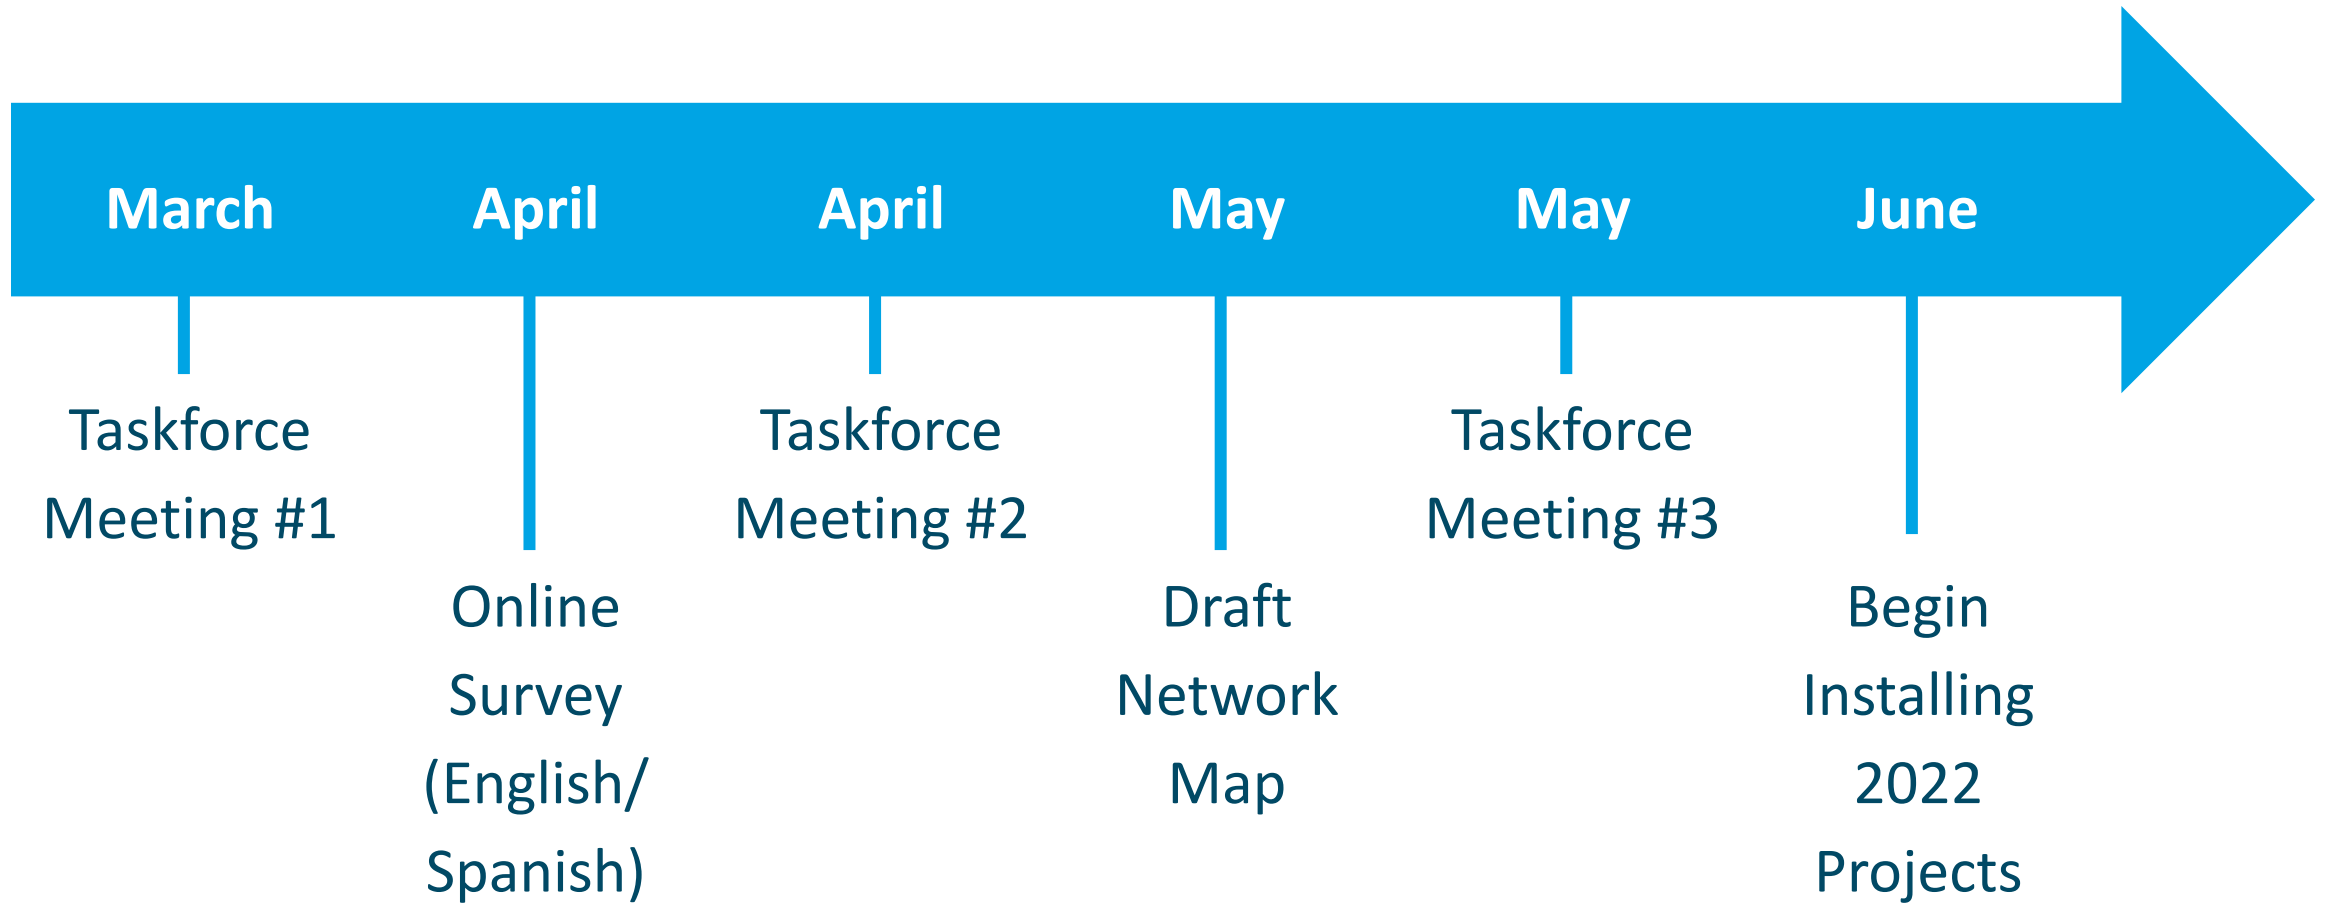 March
April
April
May
May
June
Taskforce
Meeting #1
Online
Survey
(English/
Spanish)
Taskforce
Meeting #2
Draft
Network
Map
Taskforce
Meeting #3
Begin
Installing
2022
Projects